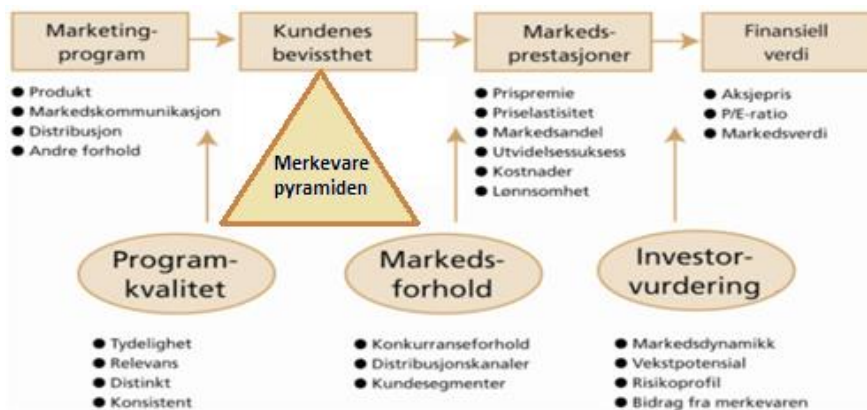 Marketing-
program
Kundenes
bevissthet
Markeds-
prestasjoner
Finansiell
verdi
● Produkt
● Markedskommunikasjon
● Distribusjon
● Andre forhold
Merkevare
pyramiden
● Prispremie
● Priselastisitet
● Markedsandel
● Utvidelsessuksess
● Kostnader
● Lønnsomhet
● Aksjepris
● P/E-ratio
● Markedsverdi
Program-
kvalitet
Markeds-
forhold
Investor-
vurdering
● Tydelighet
● Relevans
● Distinkt
● Konsistent
● Konkurranseforhold
● Distribusjonskanaler
● Kundesegmenter
● Markedsdynamikk
● Vekstpotensial
● Risikoprofil
● Bidrag fra merkevaren